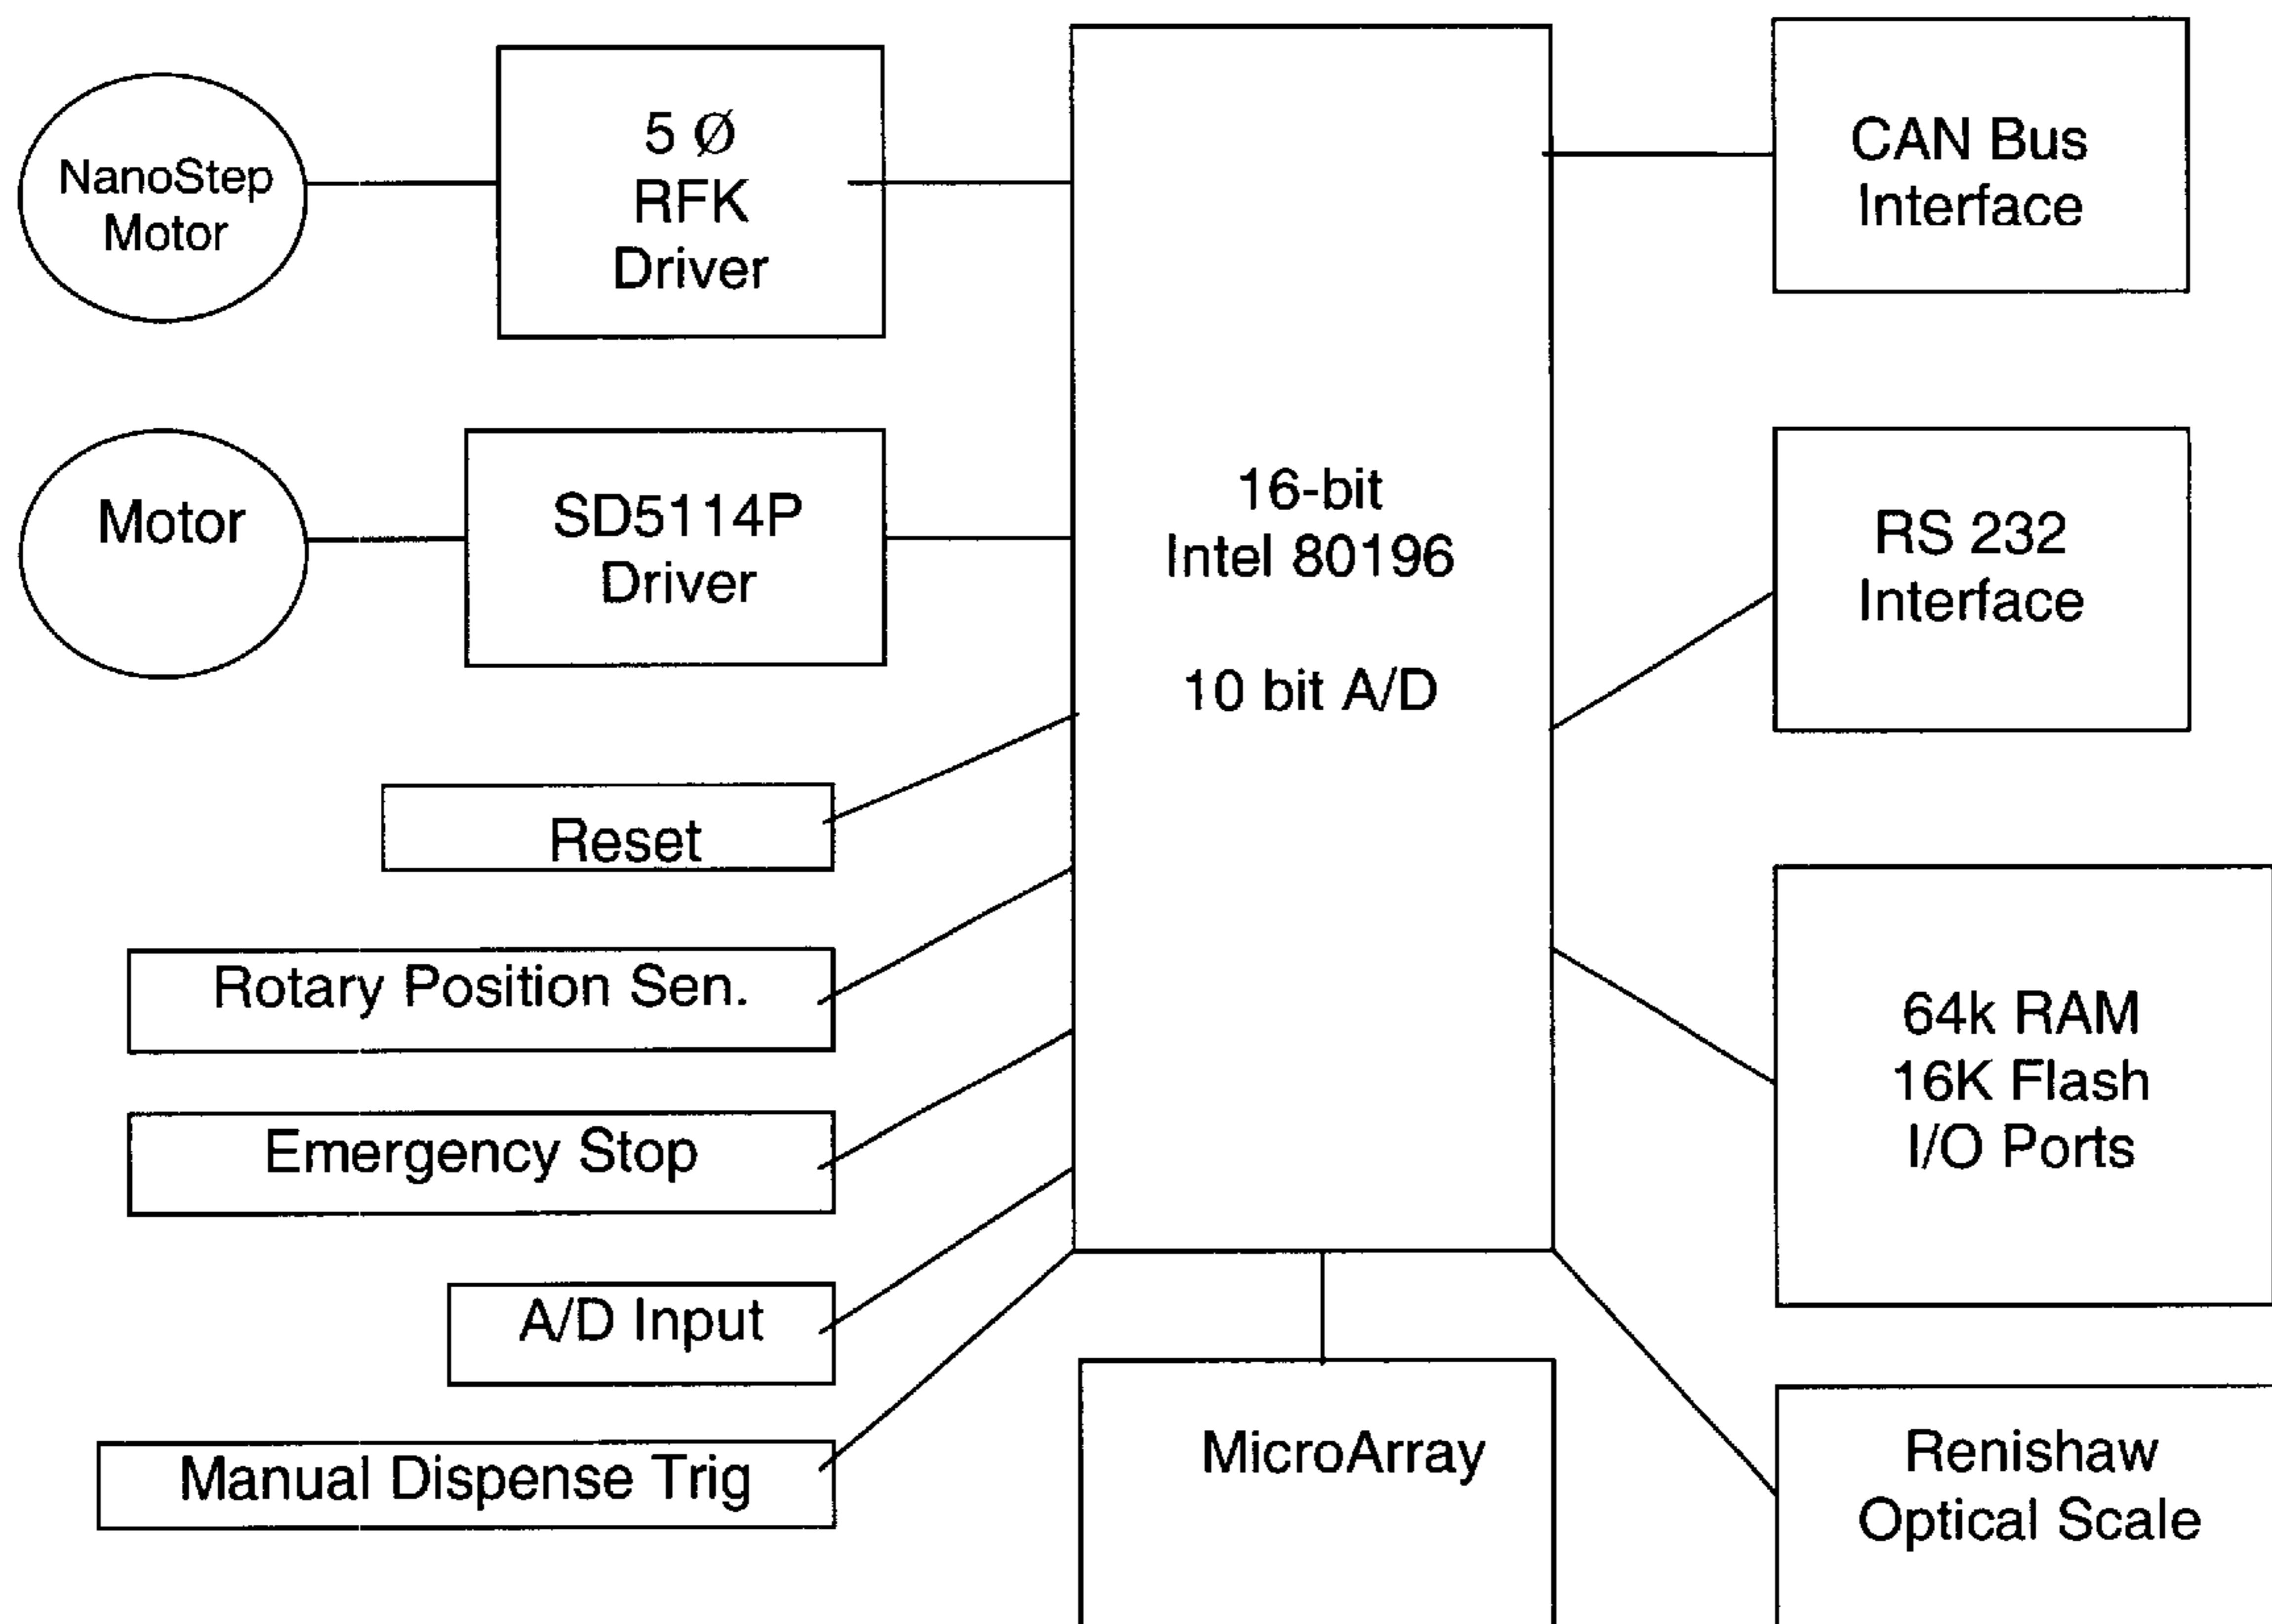 NanoStep
Motor
5 Ø
RFK
Driver
CAN Bus
Interface
Motor
SD5114P
Driver
16-bit
Intel 80196
10 bit A/D
RS 232
Interface
Reset
Rotary Position Sen.
Emergency Stop
A/D Input
Manual Dispense Trig
64k RAM
16K Flash
I/O Ports
MicroArray
Renishaw
Optical Scale